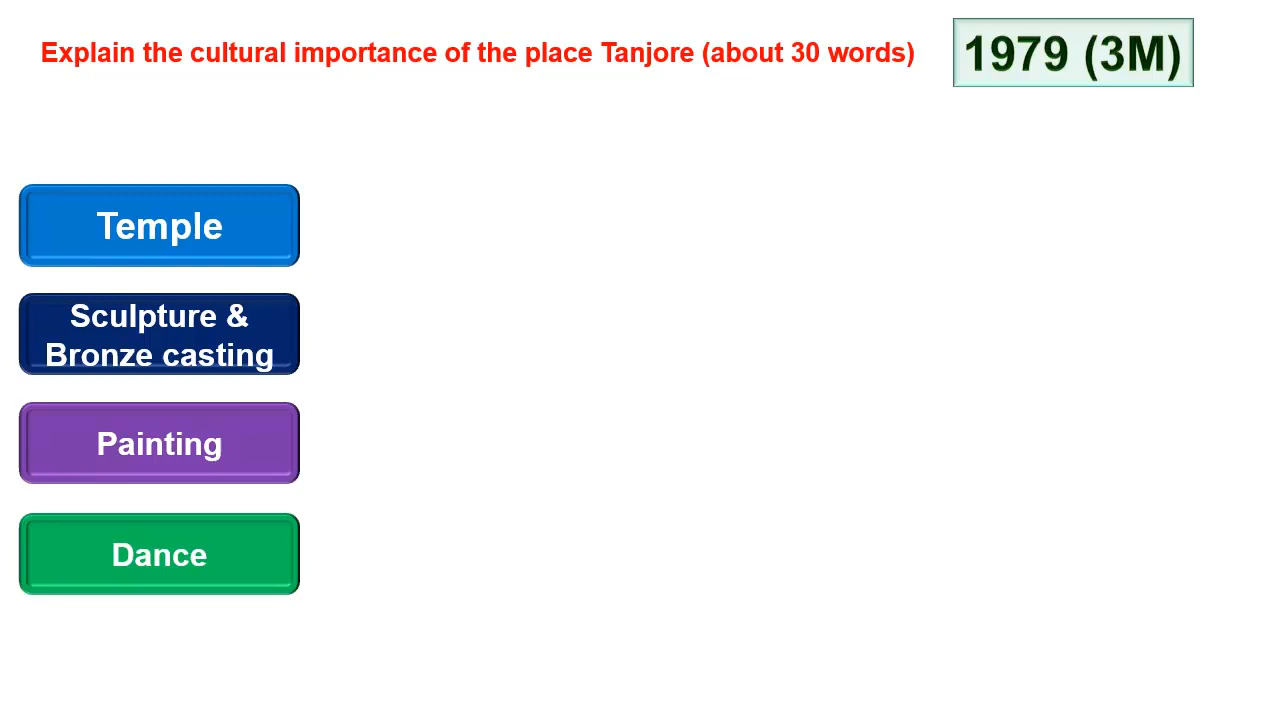 Explain the cultural importance of the place Tanjore (about 30 words)
1979 (3M)
Temple
Sculpture &
Bronze casting
Painting
Dance